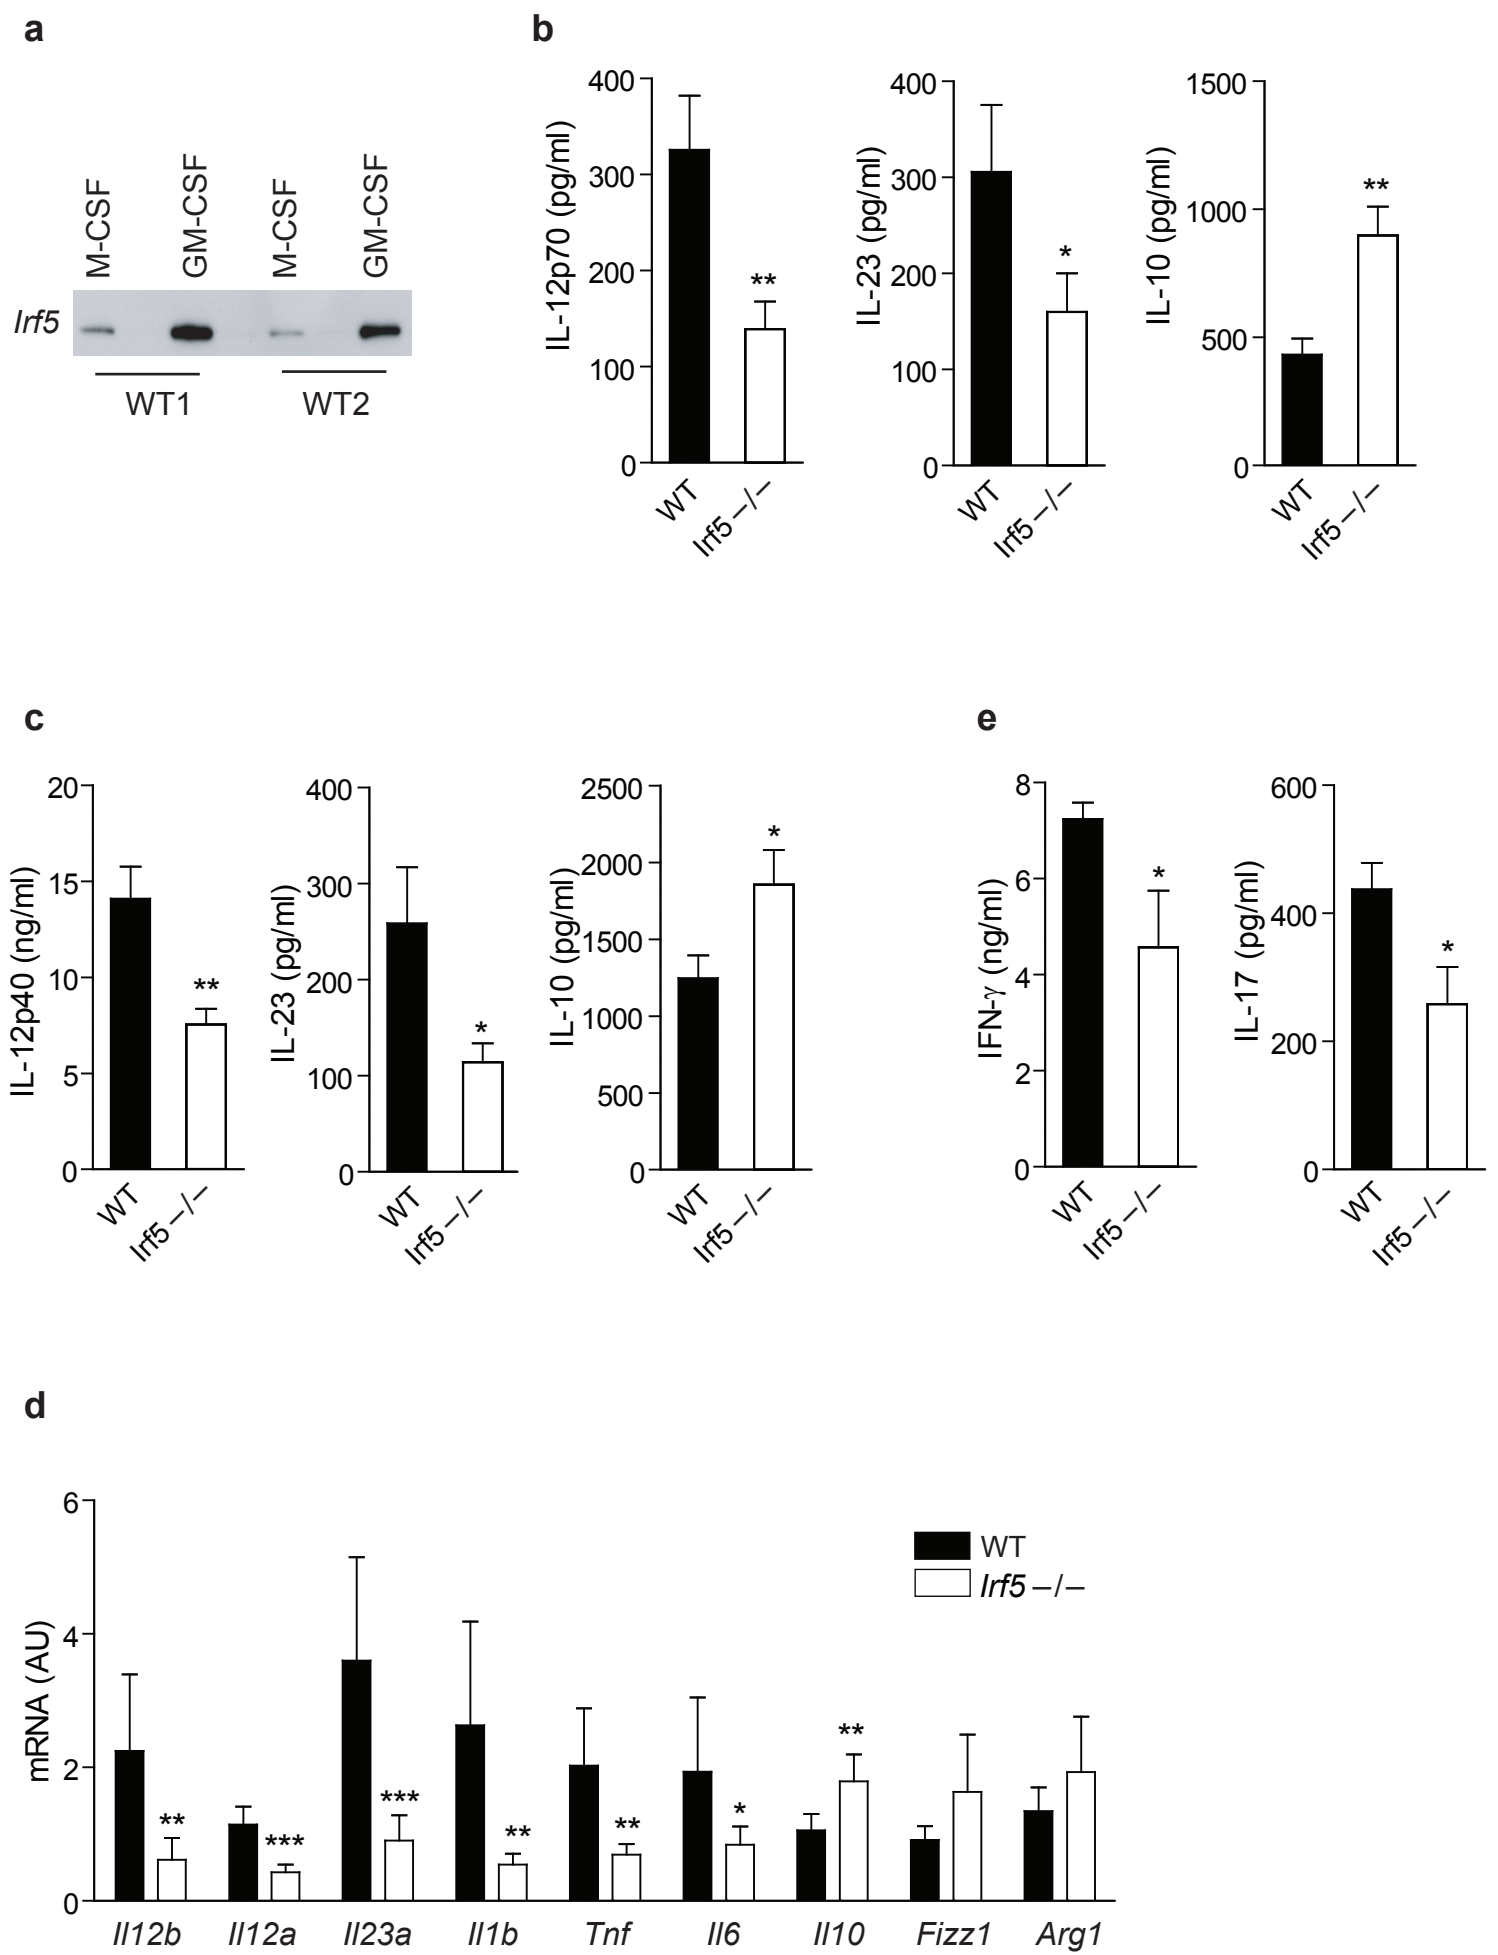 a
M-CSF
GM-CSF
M-CSF
GM-CSF
Irf5
WT1
WT2
b
IL-12p70 (pg/ml)
400
300
200
100
0
**
WT
Irf5 –/–
IL-23 (pg/ml)
400
300
200
100
0
*
WT
Irf5 –/–
IL-10 (pg/ml)
1500
1000
500
0
**
WT
Irf5 –/–
c
IL-12p40 (ng/ml)
20
15
10
5
0
**
WT
Irf5 –/–
IL-23 (pg/ml)
400
300
200
100
0
*
WT
Irf5 –/–
IL-10 (pg/ml)
2500
2000
1500
1000
500
0
*
WT
Irf5 –/–
e
IFN-γ (ng/ml)
8
6
4
2
0
*
WT
Irf5 –/–
IL-17 (pg/ml)
600
400
200
0
*
WT
Irf5 –/–
d
mRNA (AU)
6
4
2
0
WT
Irf5 –/–
** *** *** ** ** * **
Il12b Il12a Il23a Il1b Tnf Il6 Il10 Fizz1 Arg1